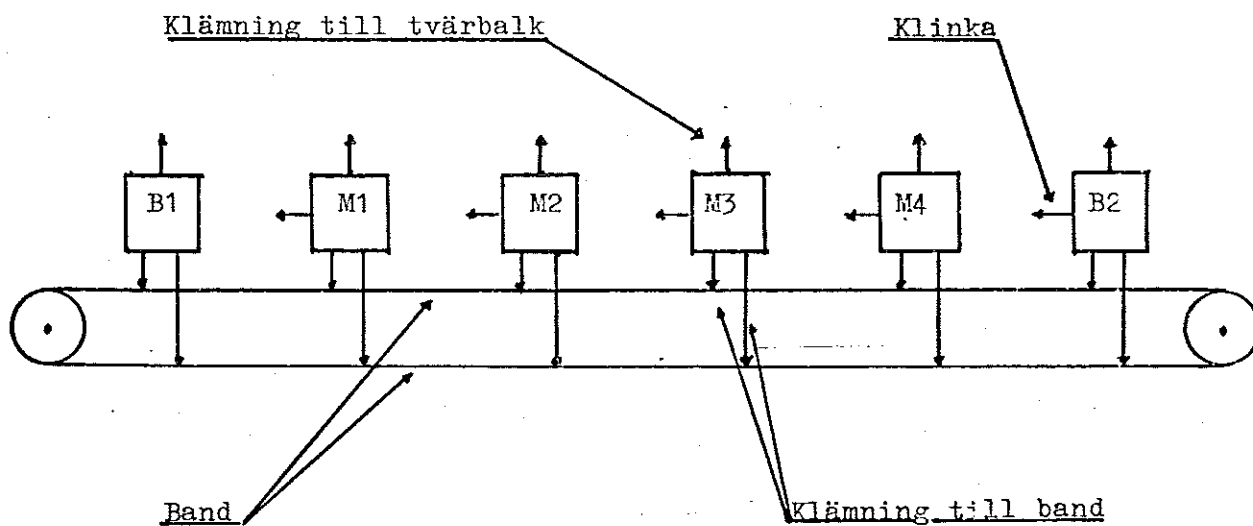 Klämning till tvärbalk
Klinka
B1
M1
M2
M3
M4
B2
Band
Klämning till band